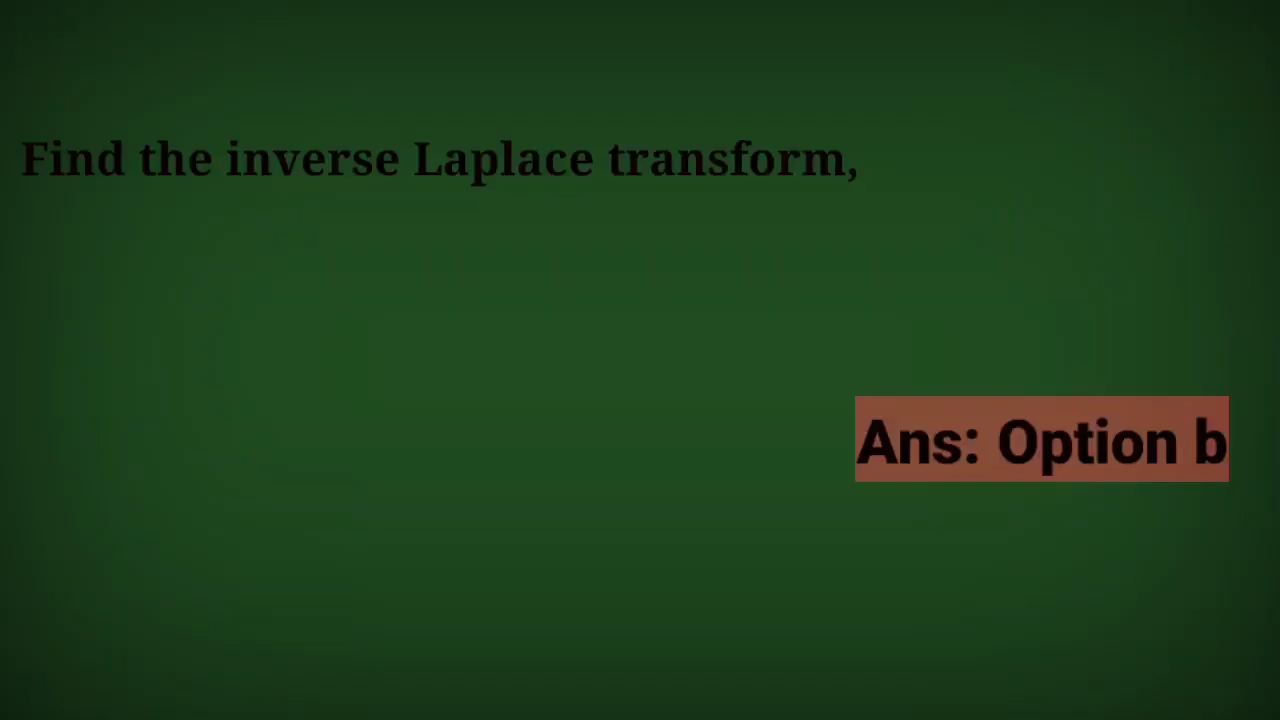 Find the inverse Laplace transform,
Ans: Option b